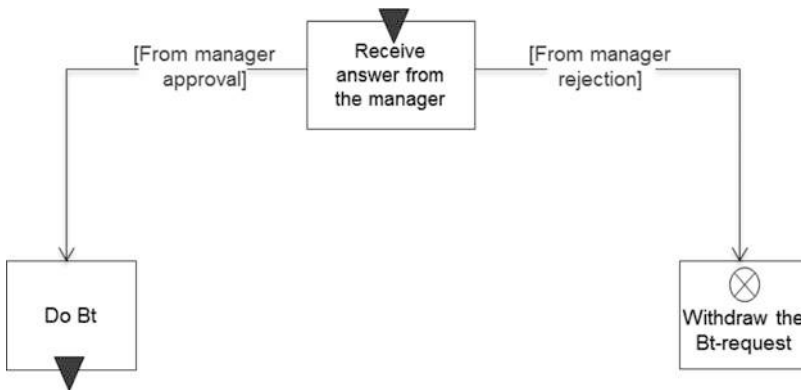 [From manager
approval]
Receive
answer from
the manager
[From manager
rejection]
Do Bt
Withdraw the
Bt-request